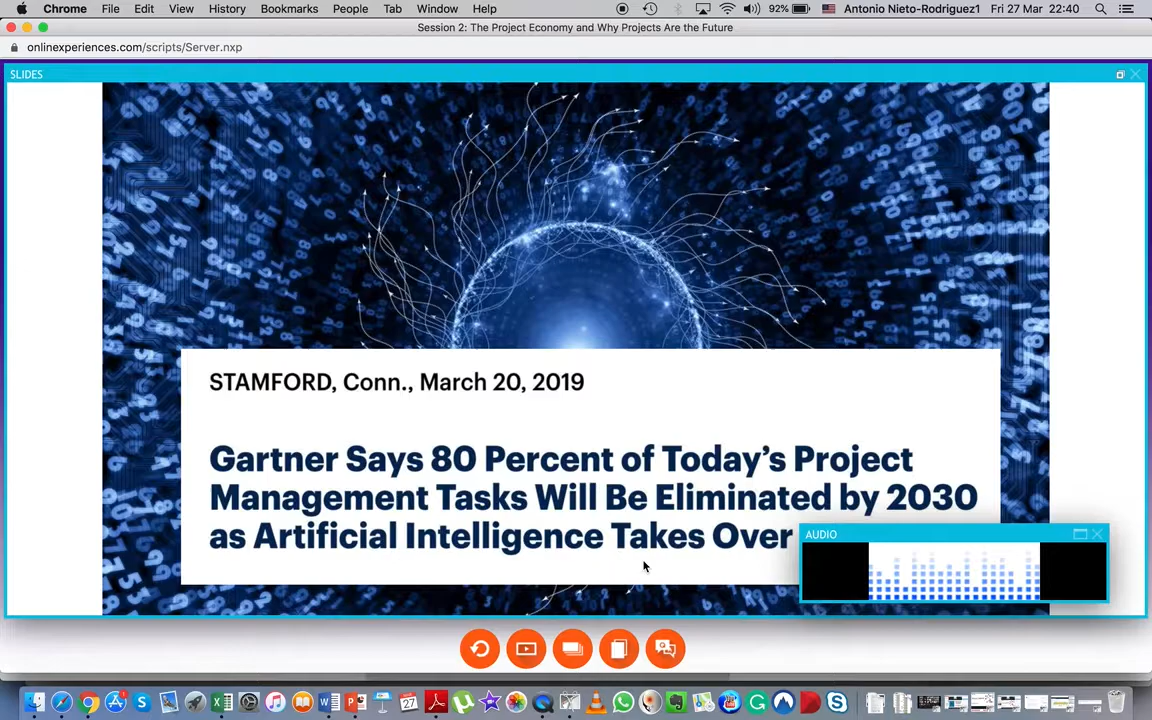 Chrome File Edit View History Bookmarks People Tab Window Help 92% Antonio Nieto-Rodriguez1 Fri 27 Mar 22:40
Session 2: The Project Economy and Why Projects Are the Future
onlinexperiences.com/scripts/Server.nxp
SLIDES
STAMFORD, Conn., March 20, 2019
Gartner Says 80 Percent of Today's Project
Management Tasks Will Be Eliminated by 2030
as Artificial Intelligence Takes Over
AUDIO